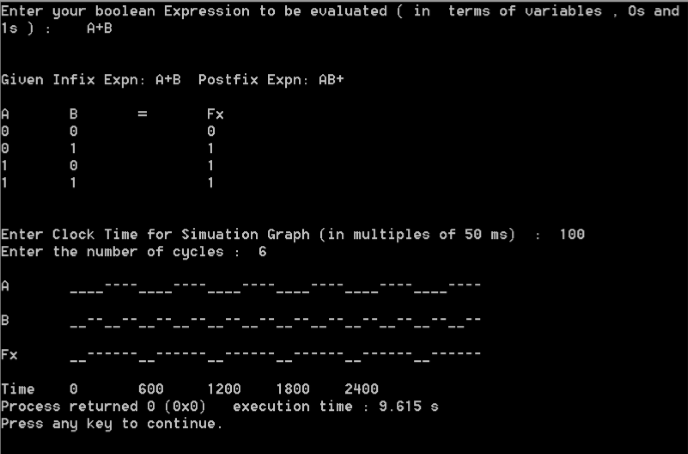 Enter your boolean Expression to be evaluated ( in  terms of variables , 0s and
1s ) :    A+B
Given Infix Expn: A+B  Postfix Expn: AB+
A       B       =       Fx
0       0               0
0       1               1
1       0               1
1       1               1
Enter Clock Time for Simuation Graph (in multiples of 50 ms)  :  100
Enter the number of cycles :  6
A       ____----____----____----____----____----____----
B       __--__--__--__--__--__--__--__--__--__--__--__--
Fx      __------__------__------__------__------__------
Time    0       600     1200    1800    2400
Process returned 0 (0x0)   execution time : 9.615 s
Press any key to continue.